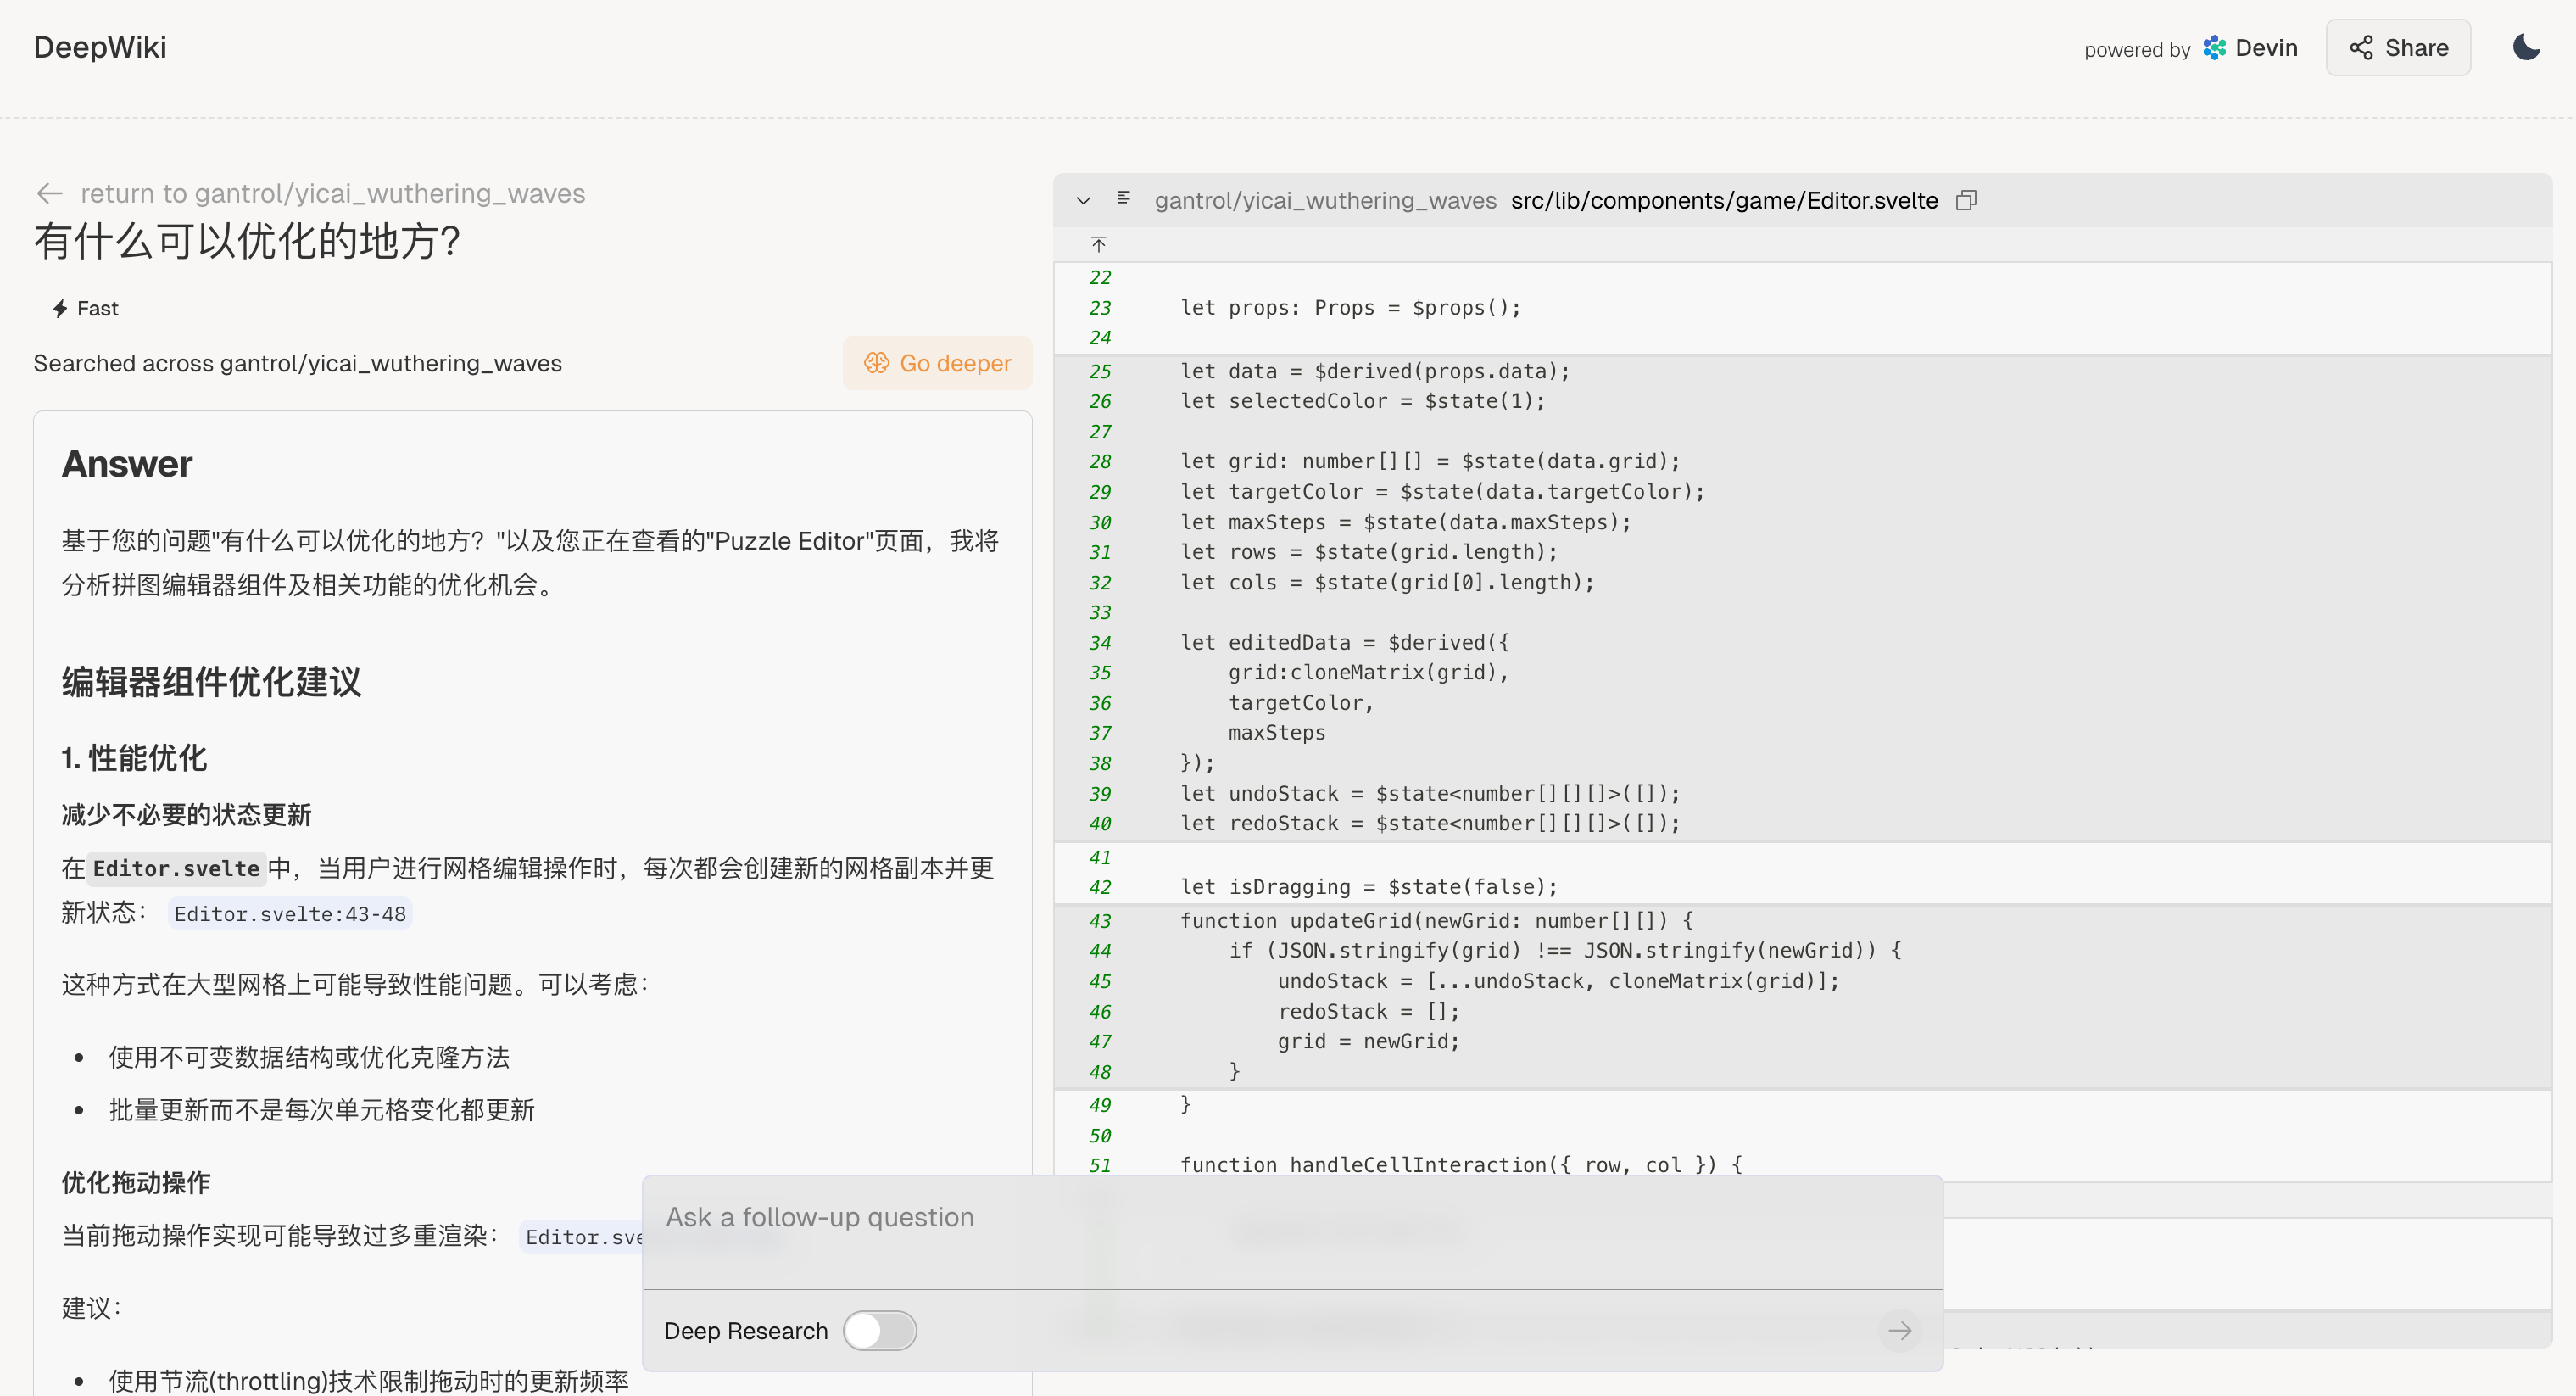 DeepWiki
powered by Devin
Share
return to gantrol/yicai_wuthering_waves
有什么可以优化的地方?
Fast
Searched across gantrol/yicai_wuthering_waves
Go deeper
Answer
基于您的问题"有什么可以优化的地方？"以及您正在查看的"Puzzle Editor"页面，我将
分析拼图编辑器组件及相关功能的优化机会。
编辑器组件优化建议
1. 性能优化
减少不必要的状态更新
在Editor.svelte中，当用户进行网格编辑操作时，每次都会创建新的网格副本并更
新状态： Editor.svelte:43-48
这种方式在大型网格上可能导致性能问题。可以考虑：
• 使用不可变数据结构或优化克隆方法
• 批量更新而不是每次单元格变化都更新
优化拖动操作
当前拖动操作实现可能导致过多重渲染：
建议：
• 使用节流(throttling)技术限制拖动时的更新频率
gantrol/yicai_wuthering_waves src/lib/components/game/Editor.svelte
22
23 let props: Props = $props();
24
25 let data = $derived(props.data);
26 let selectedColor = $state(1);
27
28 let grid: number[][] = $state(data.grid);
29 let targetColor = $state(data.targetColor);
30 let maxSteps = $state(data.maxSteps);
31 let rows = $state(grid.length);
32 let cols = $state(grid[0].length);
33
34 let editedData = $derived({
35 grid:cloneMatrix(grid),
36 targetColor,
37 maxSteps
38 });
39 let undoStack = $state<number[][][]>([]);
40 let redoStack = $state<number[][][]>([]);
41
42 let isDragging = $state(false);
43 function updateGrid(newGrid: number[][]) {
44 if (JSON.stringify(grid) !== JSON.stringify(newGrid)) {
45 undoStack = [...undoStack, cloneMatrix(grid)];
46 redoStack = [];
47 grid = newGrid;
48 }
49 }
50
51 function handleCellInteraction({ row, col }) {
Ask a follow-up question
Deep Research